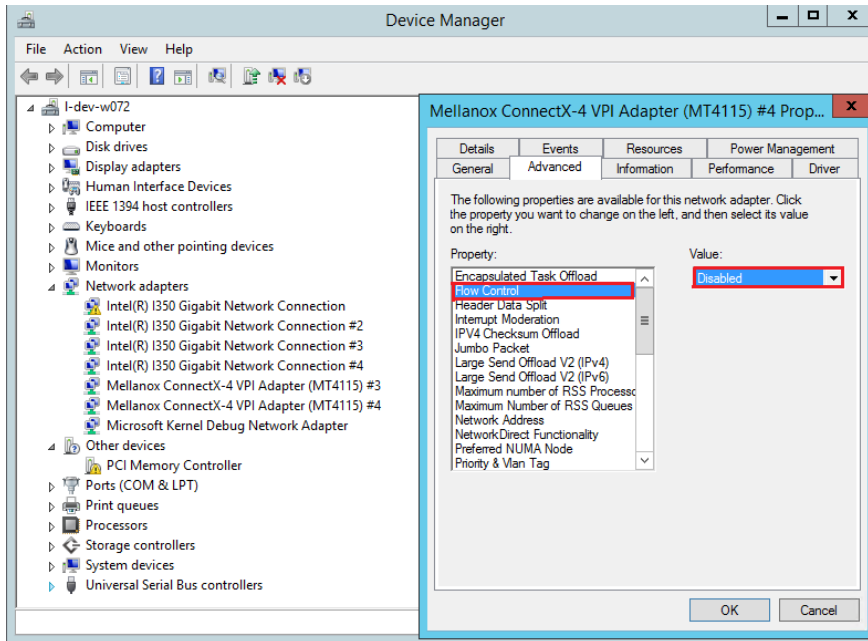 Device Manager
File Action View Help
l-dev-w072
Computer
Disk drives
Display adapters
Human Interface Devices
IEEE 1394 host controllers
Keyboards
Mice and other pointing devices
Monitors
Network adapters
Intel(R) I350 Gigabit Network Connection
Intel(R) I350 Gigabit Network Connection #2
Intel(R) I350 Gigabit Network Connection #3
Intel(R) I350 Gigabit Network Connection #4
Mellanox ConnectX-4 VPI Adapter (MT4115) #3
Mellanox ConnectX-4 VPI Adapter (MT4115) #4
Microsoft Kernel Debug Network Adapter
Other devices
PCI Memory Controller
Ports (COM & LPT)
Print queues
Processors
Storage controllers
System devices
Universal Serial Bus controllers
Mellanox ConnectX-4 VPI Adapter (MT4115) #4 Prop... x
Details Events Resources Power Management
General Advanced Information Performance Driver
The following properties are available for this network adapter. Click
the property you want to change on the left, and then select its value
on the right.
Property: Value:
Encapsulated Task Offload
Flow Control
Header Data Split
Interrupt Moderation
IPV4 Checksum Offload
Jumbo Packet
Large Send Offload V2 (IPv4)
Large Send Offload V2 (IPv6)
Maximum number of RSS Processo
Maximum Number of RSS Queues
Network Address
NetworkDirect Functionality
Preferred NUMA Node
Priority & Vlan Tag
Disabled
OK Cancel